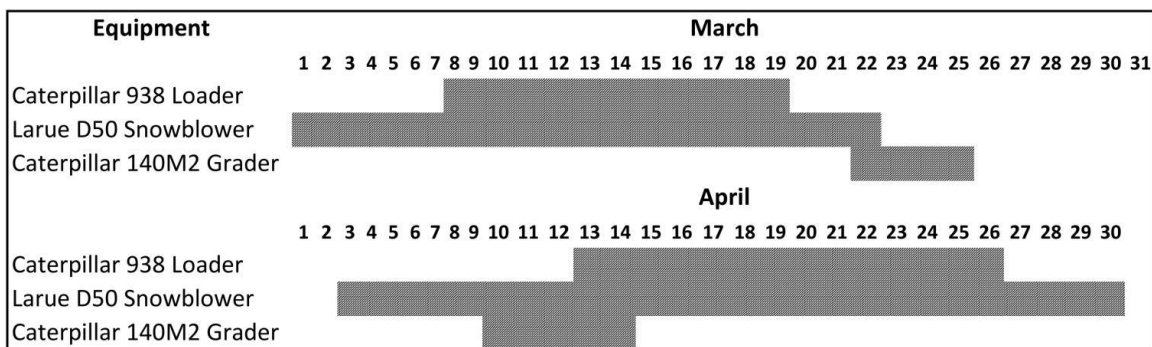 Equipment March
1 2 3 4 5 6 7 8 9 10 11 12 13 14 15 16 17 18 19 20 21 22 23 24 25 26 27 28 29 30 31
Caterpillar 938 Loader
Larue D50 Snowblower
Caterpillar 140M2 Grader
April
1 2 3 4 5 6 7 8 9 10 11 12 13 14 15 16 17 18 19 20 21 22 23 24 25 26 27 28 29 30
Caterpillar 938 Loader
Larue D50 Snowblower
Caterpillar 140M2 Grader